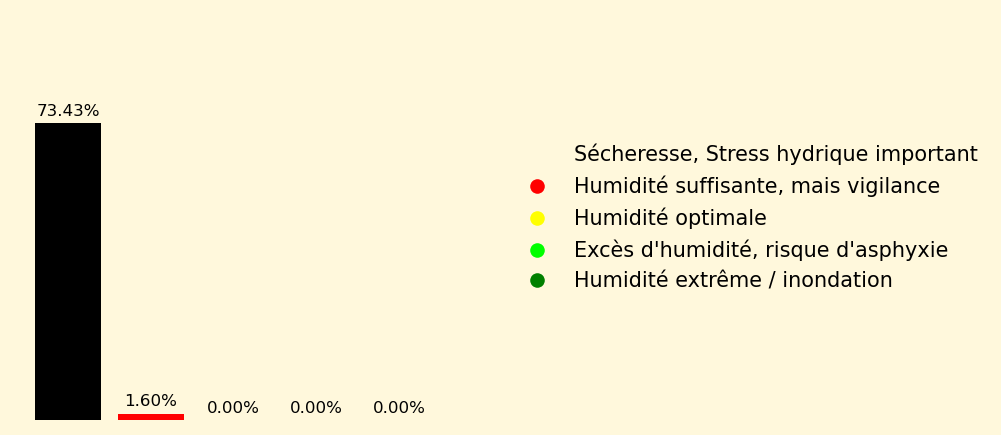 73.43%
1.60%
0.00%
0.00%
0.00%
Sécheresse, Stress hydrique important
Humidité suffisante, mais vigilance
Humidité optimale
Excès d'humidité, risque d'asphyxie
Humidité extrême / inondation